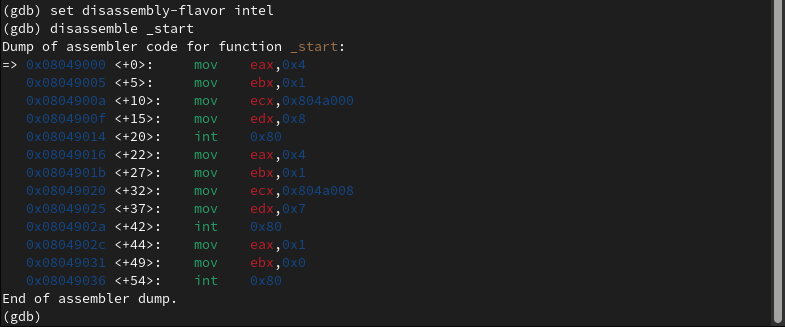 (gdb) set disassembly-flavor intel
(gdb) disassemble _start
Dump of assembler code for function _start:
=> 0x08049000 <+0>:     mov    eax,0x4
   0x08049005 <+5>:     mov    ebx,0x1
   0x0804900a <+10>:    mov    ecx,0x804a000
   0x0804900f <+15>:    mov    edx,0x8
   0x08049014 <+20>:    int    0x80
   0x08049016 <+22>:    mov    eax,0x4
   0x0804901b <+27>:    mov    ebx,0x1
   0x08049020 <+32>:    mov    ecx,0x804a008
   0x08049025 <+37>:    mov    edx,0x7
   0x0804902a <+42>:    int    0x80
   0x0804902c <+44>:    mov    eax,0x1
   0x08049031 <+49>:    mov    ebx,0x0
   0x08049036 <+54>:    int    0x80
End of assembler dump.
(gdb)